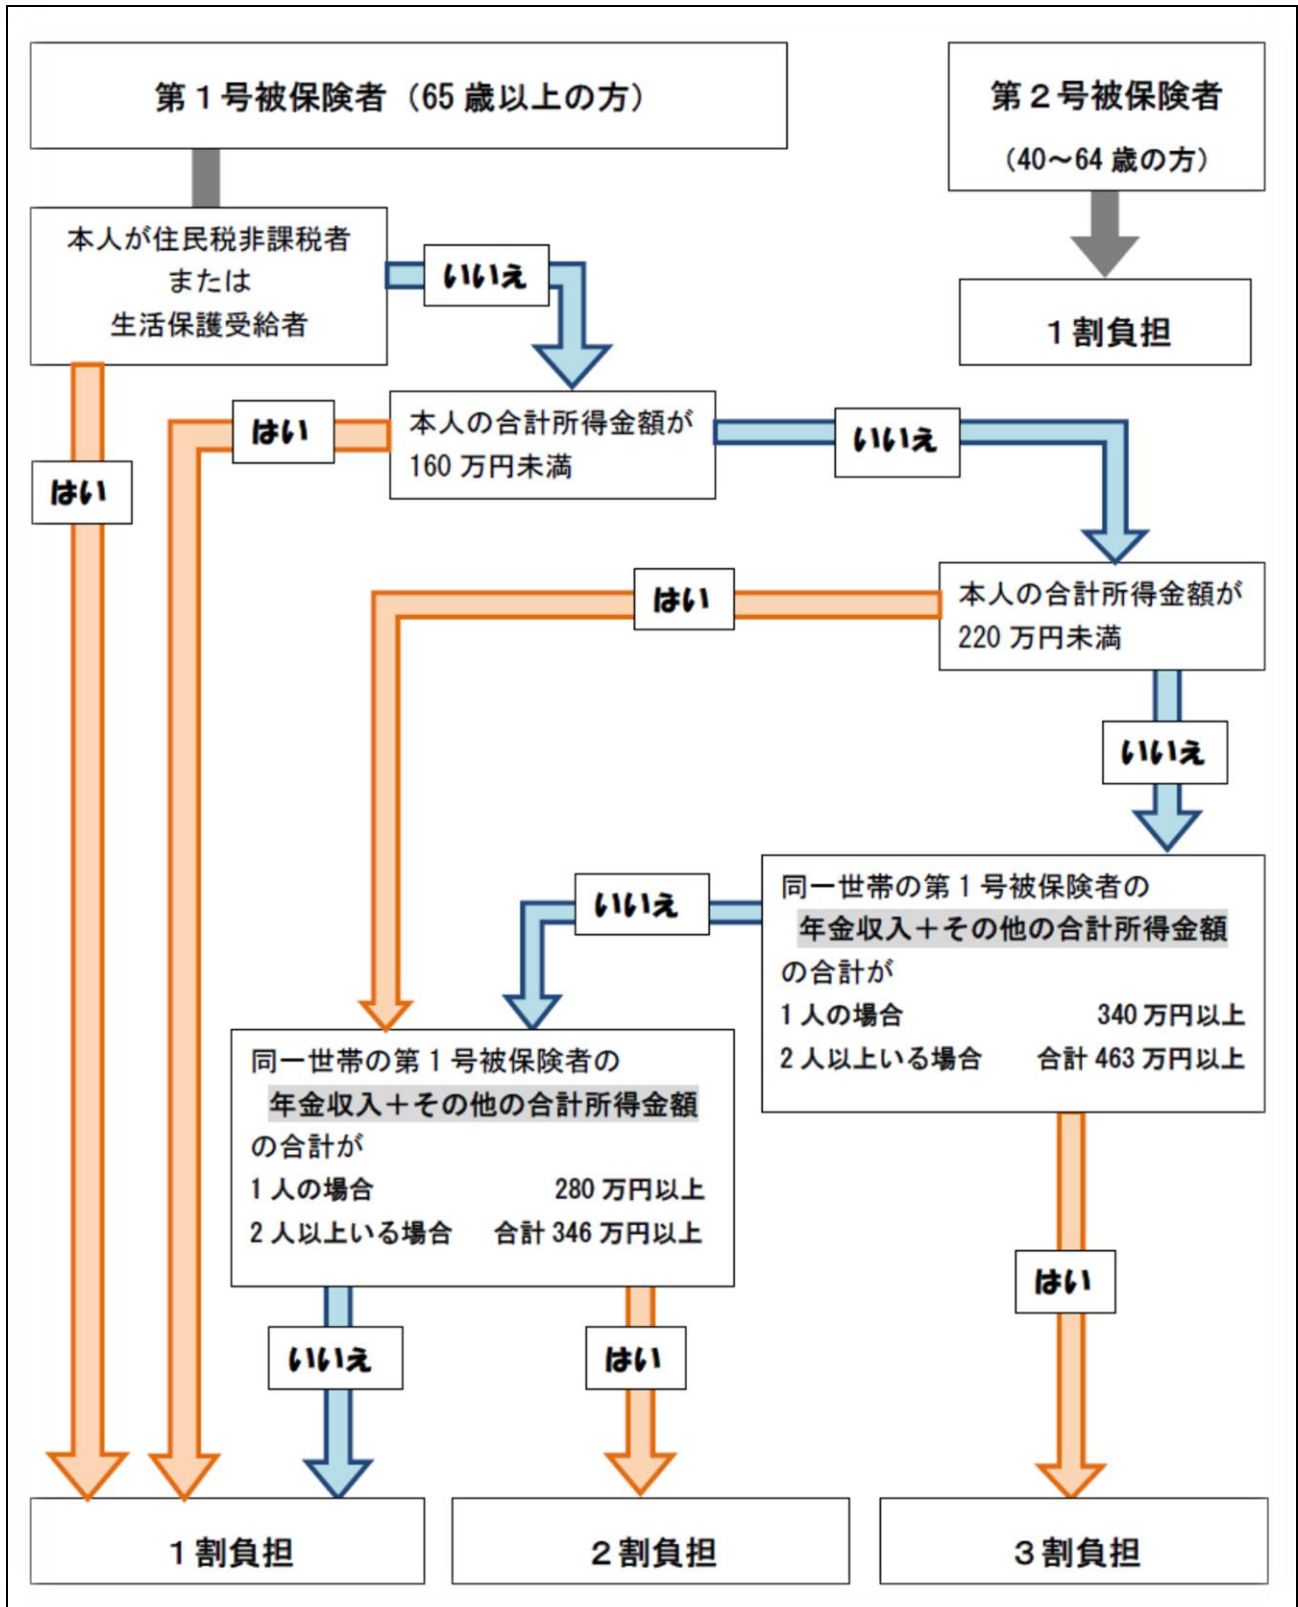 第１号被保険者（65 歳以上の方）
第２号被保険者
（40～64 歳の方）
本人が住民税非課税者
または
生活保護受給者
いいえ
１割負担
はい
本人の合計所得金額が
160 万円未満
いいえ
はい
はい
本人の合計所得金額が
220 万円未満
いいえ
いいえ
同一世帯の第１号被保険者の
年金収入＋その他の合計所得金額
の合計が
1 人の場合 340 万円以上
2 人以上いる場合 合計 463 万円以上
同一世帯の第１号被保険者の
年金収入＋その他の合計所得金額
の合計が
1 人の場合 280 万円以上
2 人以上いる場合 合計 346 万円以上
はい
いいえ
はい
１割負担
２割負担
３割負担